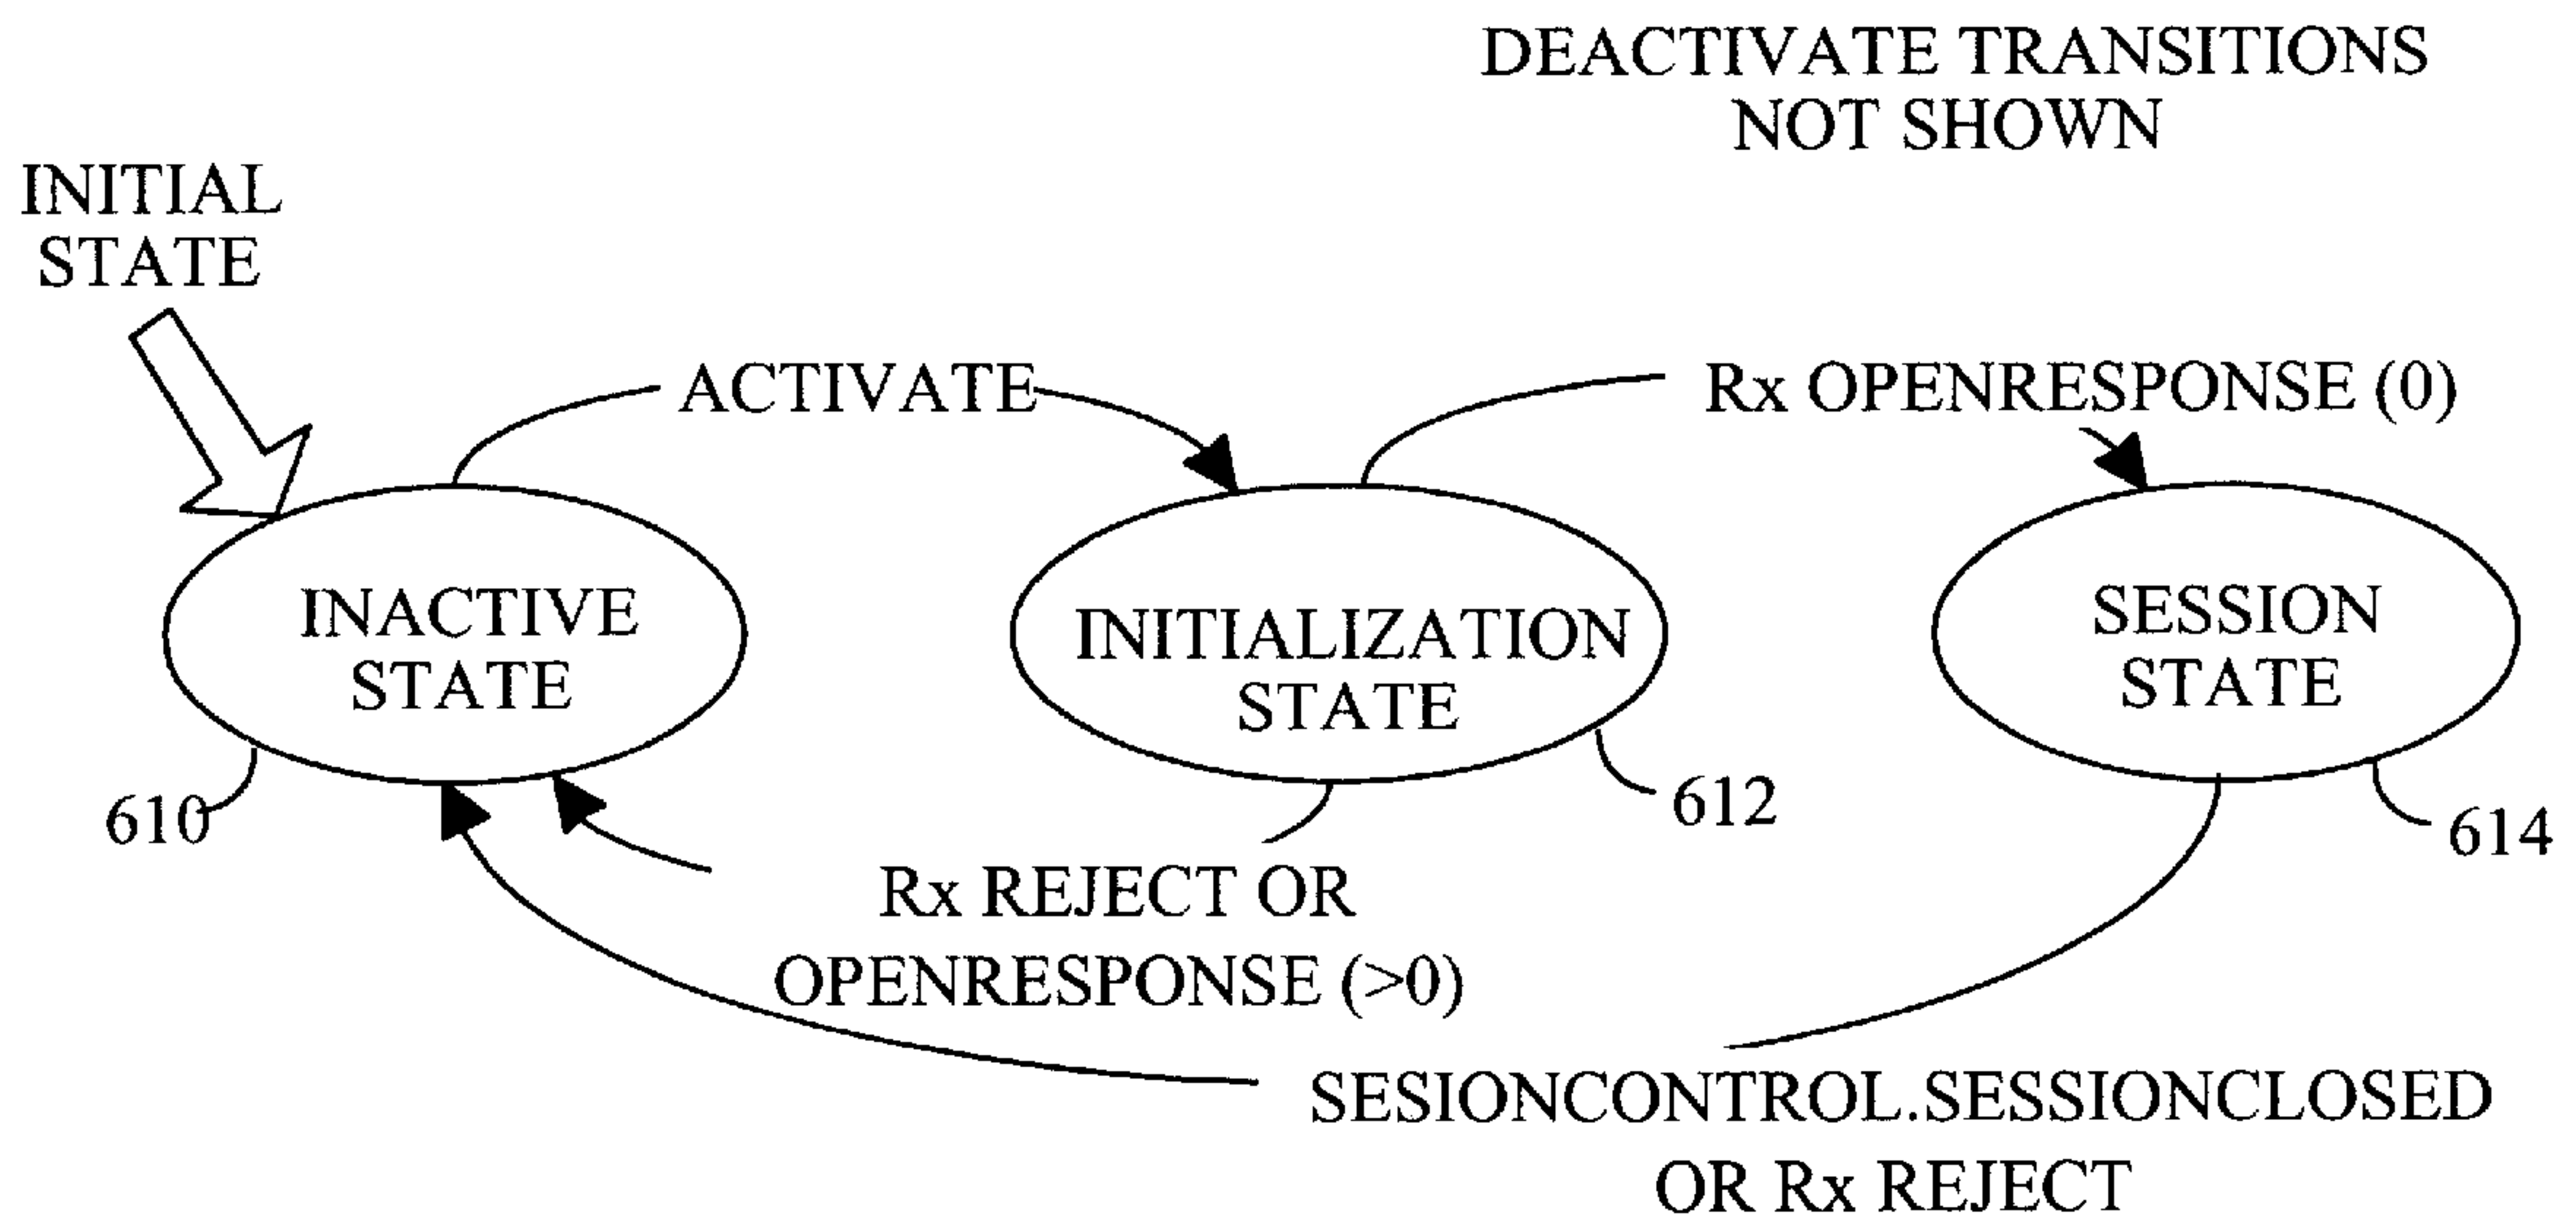 DEACTIVATE TRANSITIONS
NOT SHOWN
INITIAL
STATE
ACTIVATE
Rx OPENRESPONSE (0)
INACTIVE
STATE
INITIALIZATION
STATE
SESSION
STATE
610
612
614
Rx REJECT OR
OPENRESPONSE (>0)
SESIONCONTROL.SESSIONCLOSED
OR Rx REJECT